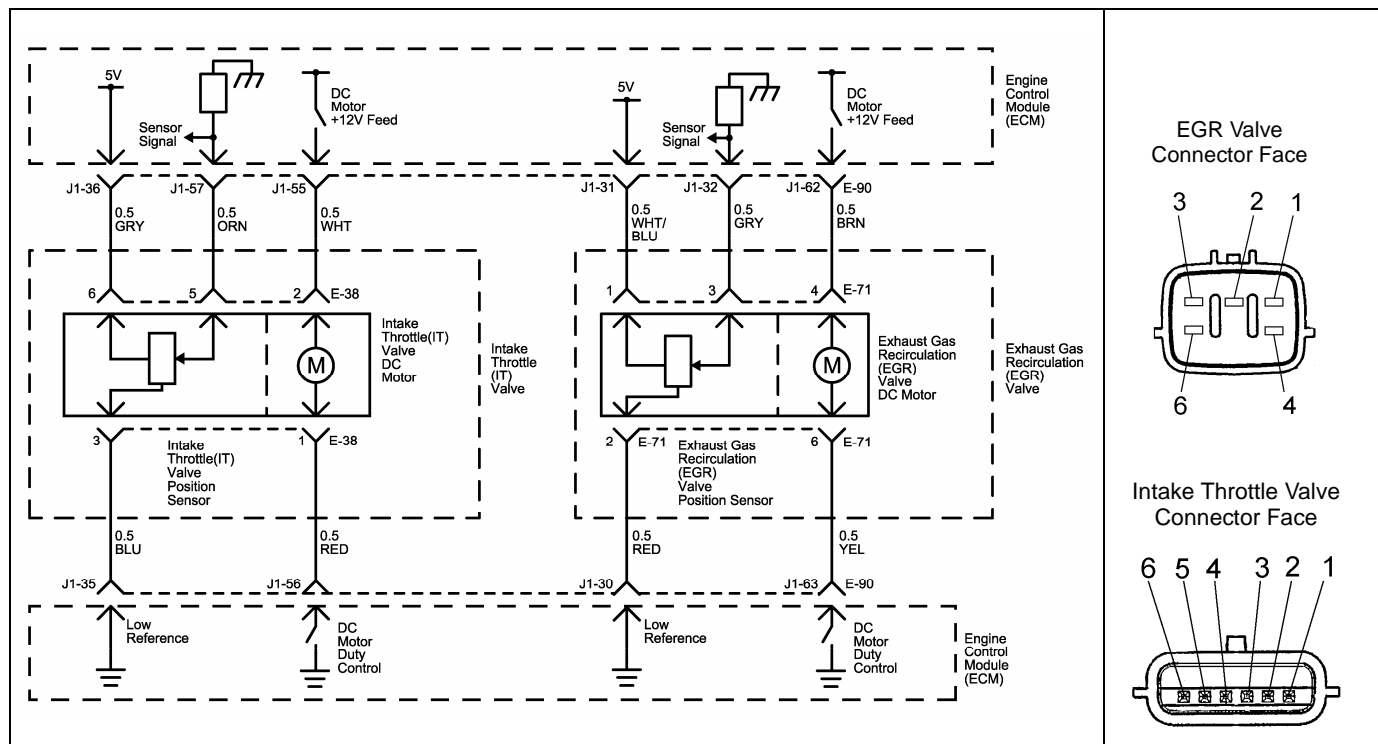 5V
Sensor
Signal
DC
Motor
+12V Feed
5V
Sensor
Signal
DC
Motor
+12V Feed
Engine
Control
Module
(ECM)
J1-36
J1-57
J1-55
J1-31
J1-32
J1-62
E-90
0.5
GRY
0.5
ORN
0.5
WHT
0.5
WHT/
BLU
0.5
GRY
0.5
BRN
6
5
2
E-38
1
3
4
E-71
Intake
Throttle(IT)
Valve
DC
Motor
M
Intake
Throttle
(IT)
Valve
M
Exhaust Gas
Recirculation
(EGR)
Valve
DC Motor
Exhaust Gas
Recirculation
(EGR)
Valve
3
1
E-38
2
E-71
6
E-71
Intake
Throttle(IT)
Valve
Position
Sensor
Exhaust Gas
Recirculation
(EGR)
Valve
Position Sensor
0.5
BLU
0.5
RED
0.5
RED
0.5
YEL
J1-35
J1-56
J1-30
J1-63
E-90
Low
Reference
DC
Motor
Duty
Control
Low
Reference
DC
Motor
Duty
Control
Engine
Control
Module
(ECM)
EGR Valve
Connector Face
3 2 1
6 4
Intake Throttle Valve
Connector Face
6 5 4 3 2 1